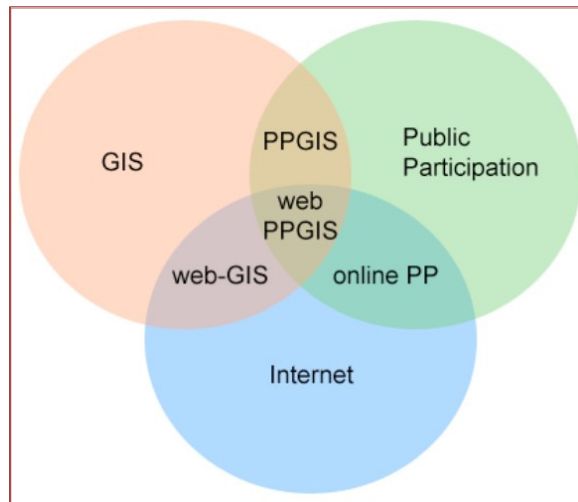 GIS
PPGIS
Public
Participation
web
PPGIS
web-GIS
online PP
Internet